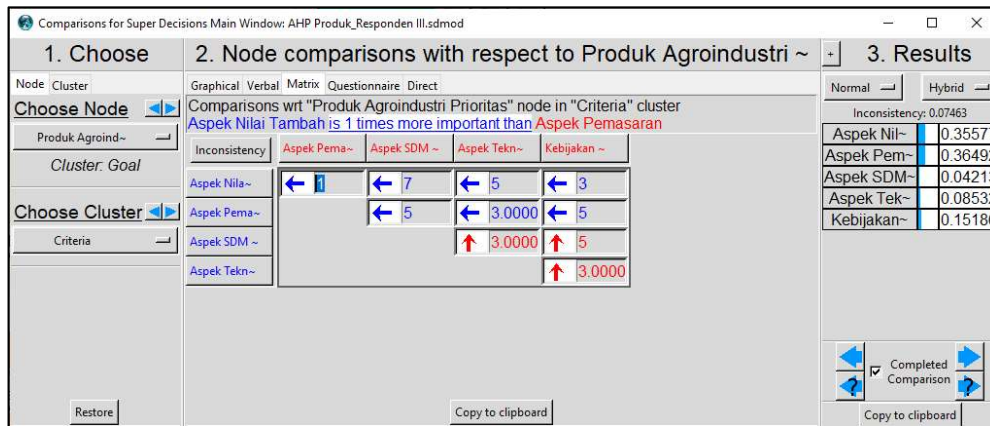 Comparisons for Super Decisions Main Window: AHP Produk_Responden III.sdmod
1. Choose
2. Node comparisons with respect to Produk Agroindustri ~
+
3. Results
Node Cluster
Graphical Verbal Matrix Questionnaire Direct
Normal
Hybrid
Choose Node
Comparisons wrt "Produk Agroindustri Prioritas" node in "Criteria" cluster
Aspek Nilai Tambah is 1 times more important than Aspek Pemasaran
Inconsistency: 0.07463
Produk Agroind~
Cluster: Goal
Inconsistency Aspek Pema~ Aspek SDM ~ Aspek Tekn~ Kebijakan ~
Aspek Nila~ 1 7 5 3
Aspek Pema~ 5 3.0000 5
Aspek SDM ~ 3.0000 5
Aspek Tekn~ 3.0000
Choose Cluster
Criteria
Aspek Nil~ 0.3557
Aspek Pem~ 0.3649
Aspek SDM~ 0.0421
Aspek Tek~ 0.0853
Kebijakan~ 0.1518
Completed
Comparison
Restore
Copy to clipboard
Copy to clipboard